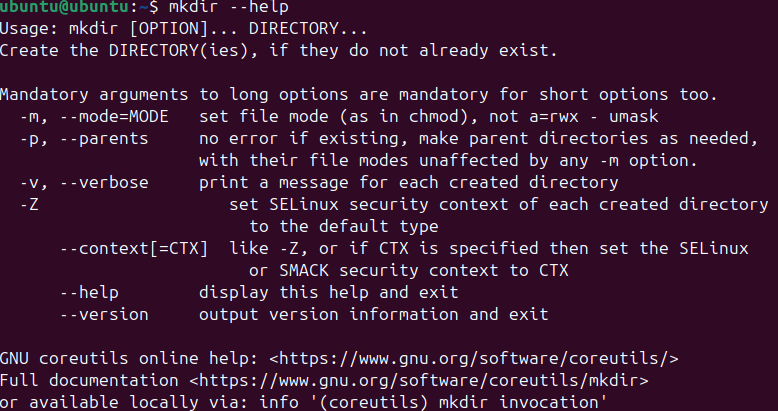 ubuntu@ubuntu:~$ mkdir --help
Usage: mkdir [OPTION]... DIRECTORY...
Create the DIRECTORY(ies), if they do not already exist.

Mandatory arguments to long options are mandatory for short options too.
  -m, --mode=MODE   set file mode (as in chmod), not a=rwx - umask
  -p, --parents     no error if existing, make parent directories as needed,
                    with their file modes unaffected by any -m option.
  -v, --verbose     print a message for each created directory
  -Z                   set SELinux security context of each created directory
                         to the default type
      --context[=CTX]  like -Z, or if CTX is specified then set the SELinux
                         or SMACK security context to CTX
      --help        display this help and exit
      --version     output version information and exit

GNU coreutils online help: <https://www.gnu.org/software/coreutils/>
Full documentation <https://www.gnu.org/software/coreutils/mkdir>
or available locally via: info '(coreutils) mkdir invocation'